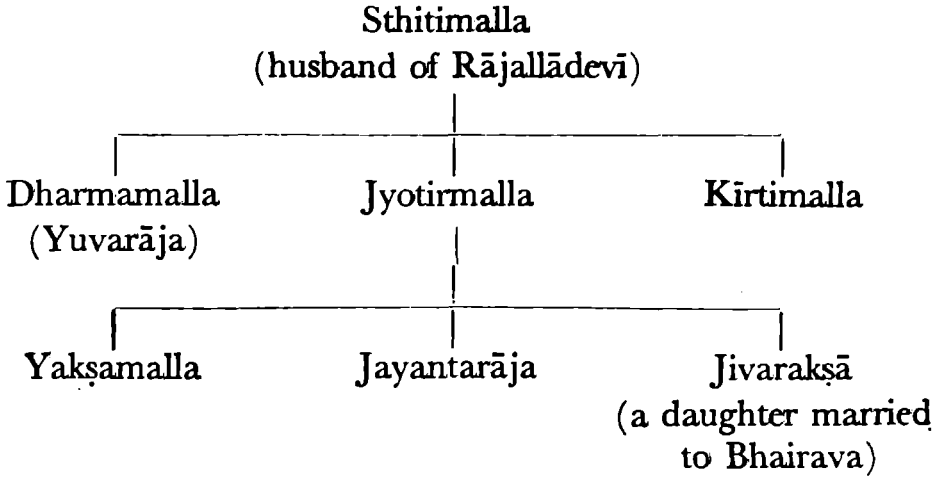 Sthitimalla
(husband of Rājallādevī)
Dharmamalla Jyotirmalla Kīrtimalla
(Yuvarāja)
Yakṣamalla Jayantarāja Jivarakṣā
(a daughter married
to Bhairava)